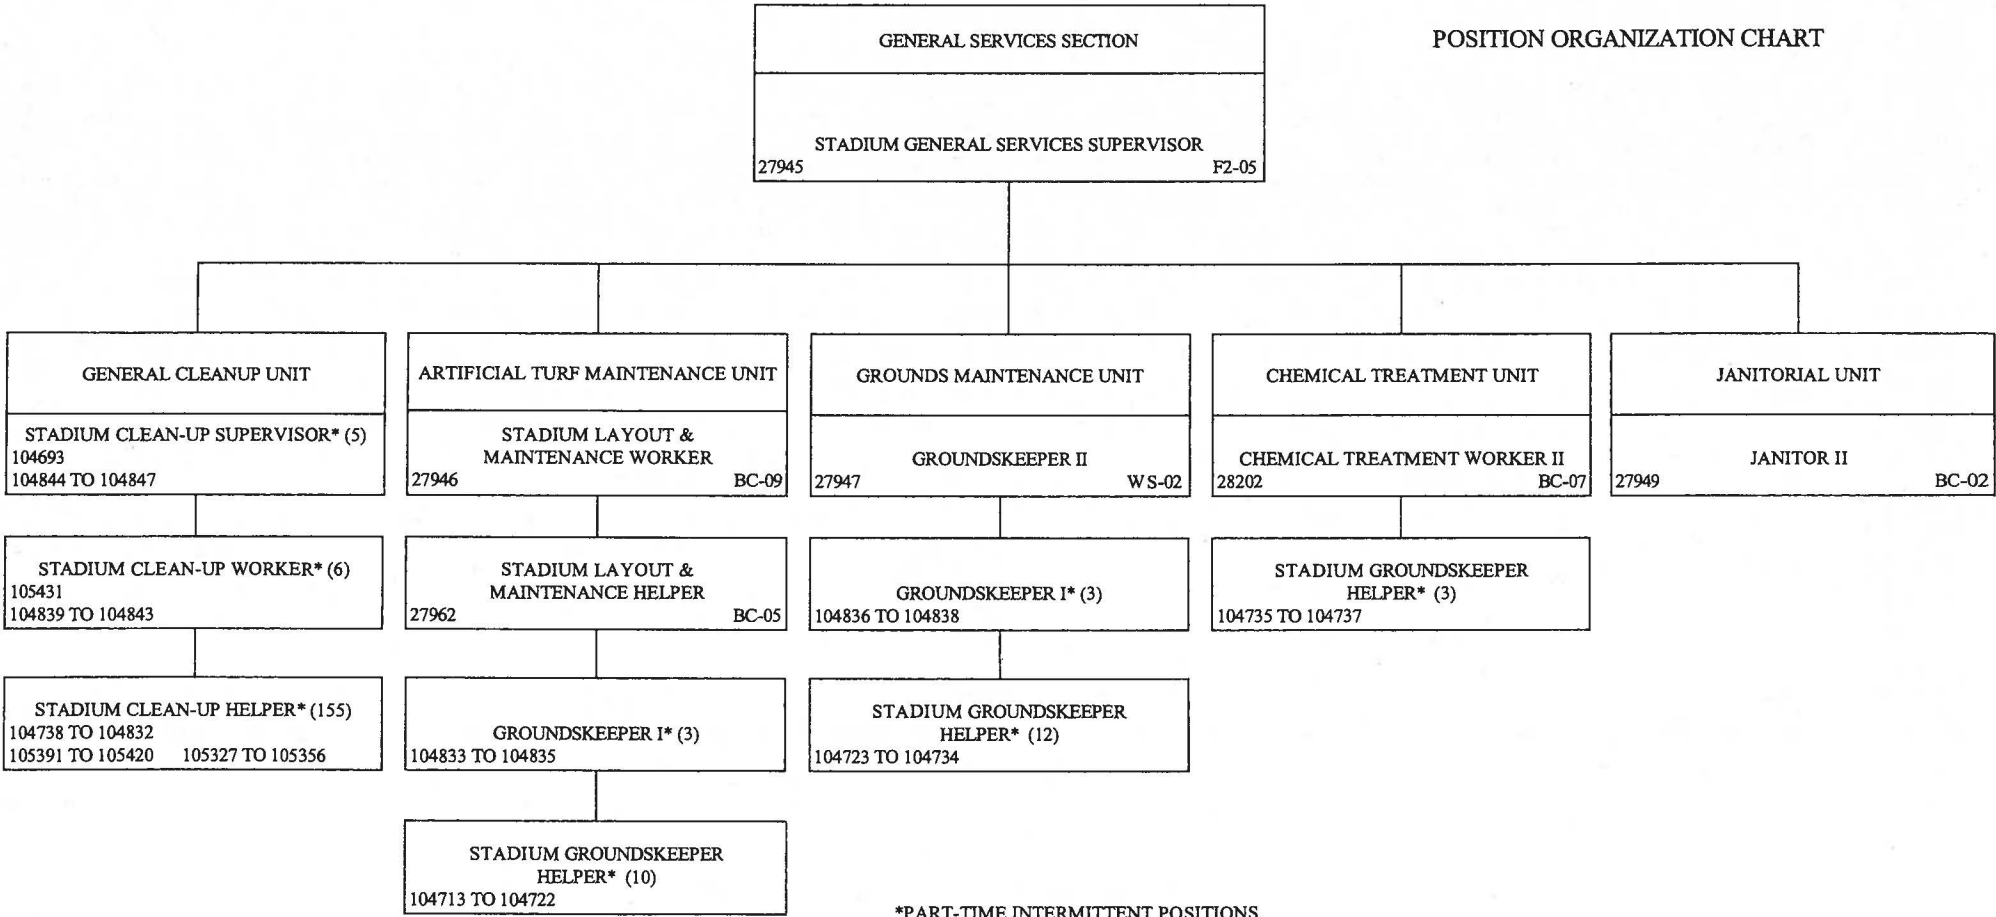 POSITION ORGANIZATION CHART
GENERAL SERVICES SECTION
STADIUM GENERAL SERVICES SUPERVISOR
27945 F2-05
GENERAL CLEANUP UNIT
STADIUM CLEAN-UP SUPERVISOR* (5)
104693
104844 TO 104847
STADIUM CLEAN-UP WORKER* (6)
105431
104839 TO 104843
STADIUM CLEAN-UP HELPER* (155)
104738 TO 104832
105391 TO 105420 105327 TO 105356
ARTIFICIAL TURF MAINTENANCE UNIT
STADIUM LAYOUT &
MAINTENANCE WORKER
27946 BC-09
STADIUM LAYOUT &
MAINTENANCE HELPER
27962 BC-05
GROUNDSKEEPER I* (3)
104833 TO 104835
STADIUM GROUNDSKEEPER
HELPER* (10)
104713 TO 104722
GROUNDS MAINTENANCE UNIT
GROUNDSKEEPER II
27947 WS-02
GROUNDSKEEPER I* (3)
104836 TO 104838
STADIUM GROUNDSKEEPER
HELPER* (12)
104723 TO 104734
CHEMICAL TREATMENT UNIT
CHEMICAL TREATMENT WORKER II
28202 BC-07
STADIUM GROUNDSKEEPER
HELPER* (3)
104735 TO 104737
JANITORIAL UNIT
JANITOR II
27949 BC-02
*PART-TIME INTERMITTENT POSITIONS